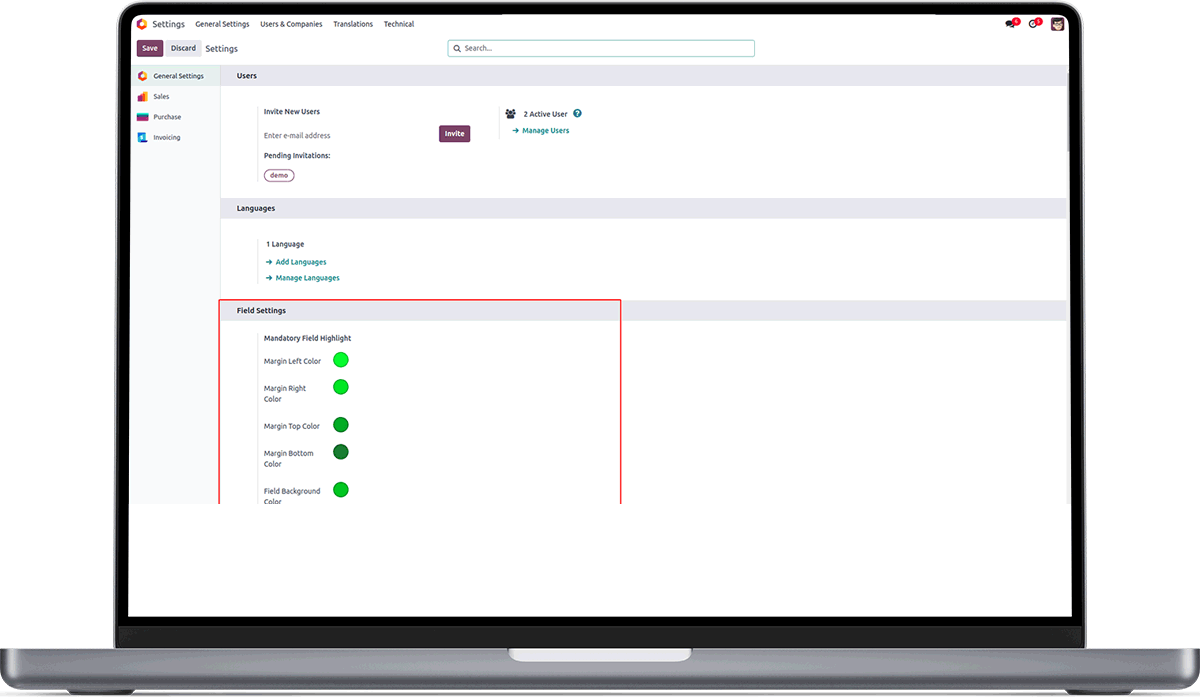 Settings General Settings Users & Companies Translations Technical 6 5
Save Discard Settings Search...
General Settings
Sales
Purchase
Invoicing
Users
Invite New Users
Enter e-mail address Invite
Pending Invitations:
demo
2 Active User ?
Manage Users
Languages
1 Language
Add Languages
Manage Languages
Field Settings
Mandatory Field Highlight
Margin Left Color
Margin Right
Color
Margin Top Color
Margin Bottom
Color
Field Background
Color